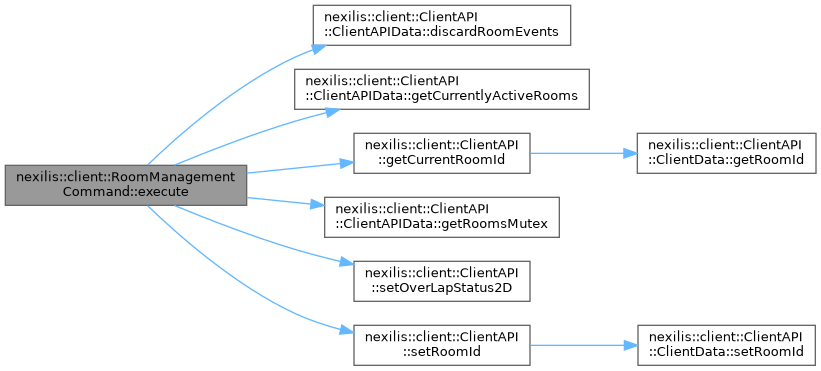 nexilis::client::RoomManagement
Command::execute
nexilis::client::ClientAPI
::ClientAPIData::discardRoomEvents
nexilis::client::ClientAPI
::ClientAPIData::getCurrentlyActiveRooms
nexilis::client::ClientAPI
::getCurrentRoomId
nexilis::client::ClientAPI
::ClientData::getRoomId
nexilis::client::ClientAPI
::ClientAPIData::getRoomsMutex
nexilis::client::ClientAPI
::setOverLapStatus2D
nexilis::client::ClientAPI
::setRoomId
nexilis::client::ClientAPI
::ClientData::setRoomId